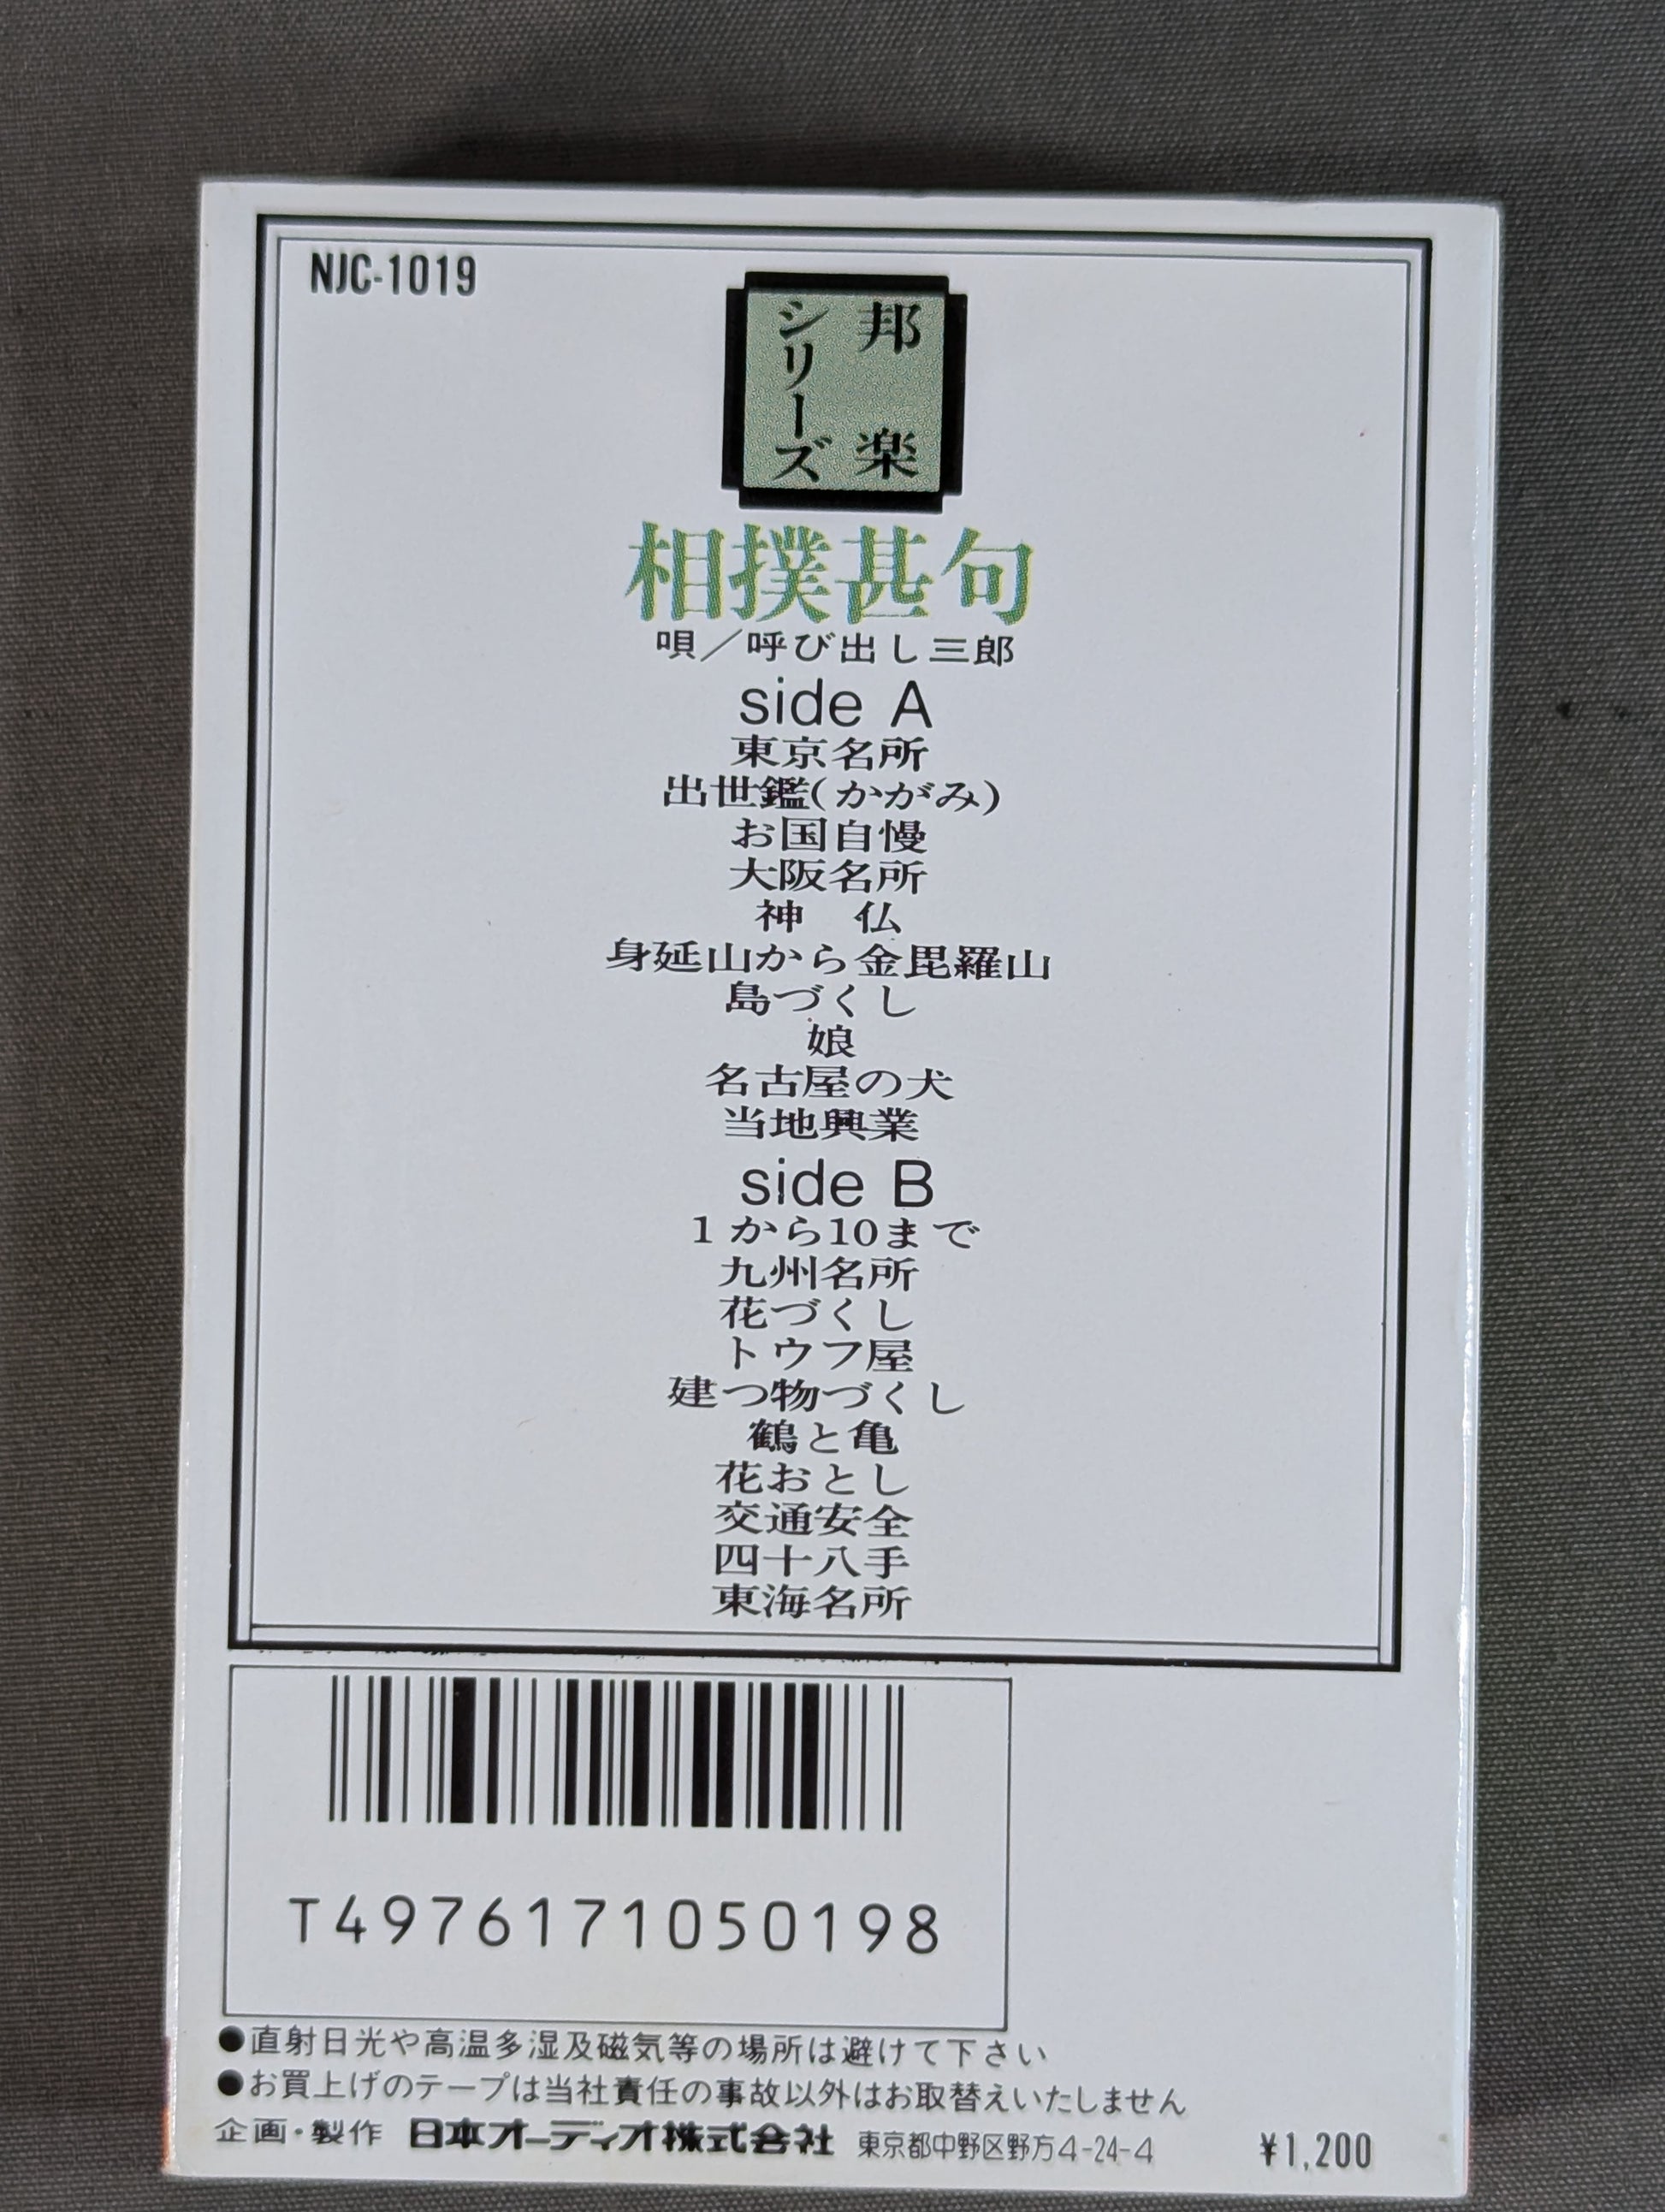 NJC-1019
邦楽
シリーズ
相撲甚句
唄／呼び出し三郎
side A
東京名所
出世鑑(かがみ)
お国自慢
大阪名所
神　仏
身延山から金毘羅山
島づくし
娘
名古屋の犬
当地興業
side B
1から10まで
九州名所
花づくし
トウフ屋
建つ物づくし
鶴と亀
花おとし
交通安全
四十八手
東海名所
T4976171050198
●直射日光や高温多湿及磁気等の場所は避けて下さい
●お買上げのテープは当社責任の事故以外はお取替えいたしません
企画・製作 日本オーディオ株式会社 東京都中野区野方4-24-4 ¥1,200